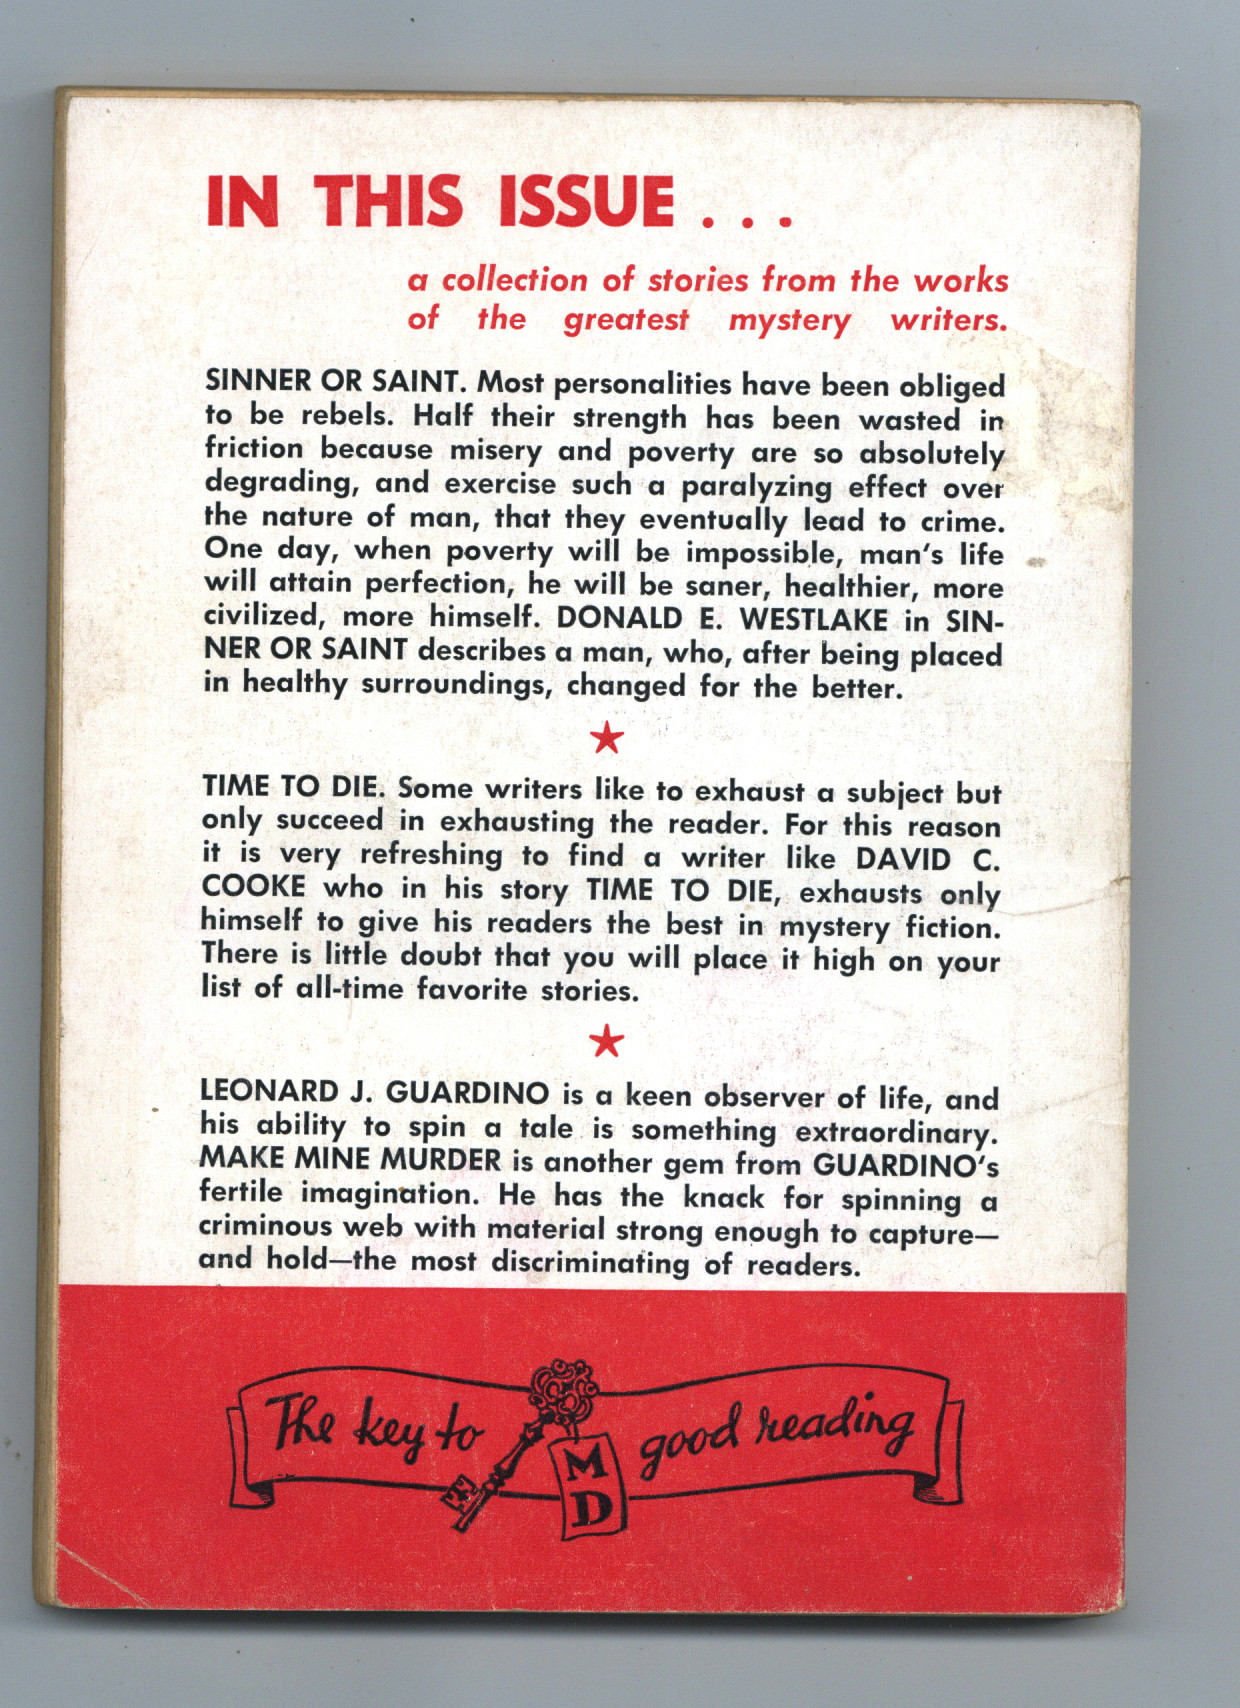 IN THIS ISSUE . . .
a collection of stories from the works
of the greatest mystery writers.
SINNER OR SAINT. Most personalities have been obliged
to be rebels. Half their strength has been wasted in
friction because misery and poverty are so absolutely
degrading, and exercise such a paralyzing effect over
the nature of man, that they eventually lead to crime.
One day, when poverty will be impossible, man's life
will attain perfection, he will be saner, healthier, more
civilized, more himself. DONALD E. WESTLAKE in SIN-
NER OR SAINT describes a man, who, after being placed
in healthy surroundings, changed for the better.
TIME TO DIE. Some writers like to exhaust a subject but
only succeed in exhausting the reader. For this reason
it is very refreshing to find a writer like DAVID C.
COOKE who in his story TIME TO DIE, exhausts only
himself to give his readers the best in mystery fiction.
There is little doubt that you will place it high on your
list of all-time favorite stories.
LEONARD J. GUARDINO is a keen observer of life, and
his ability to spin a tale is something extraordinary.
MAKE MINE MURDER is another gem from GUARDINO's
fertile imagination. He has the knack for spinning a
criminous web with material strong enough to capture—
and hold—the most discriminating of readers.
The key to good reading
M
D